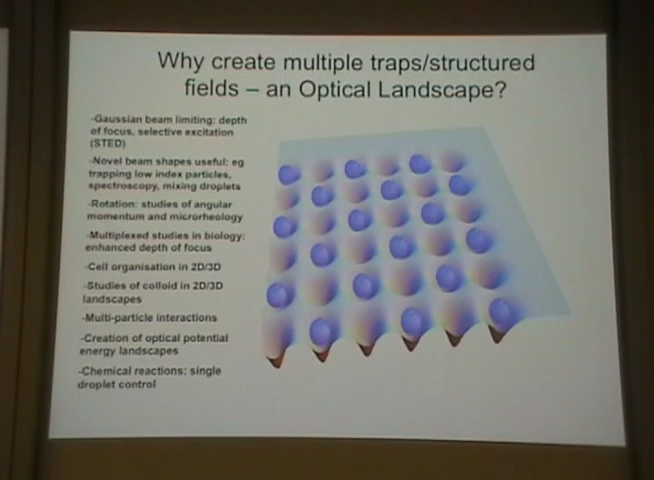 Why create multiple traps/structured
fields – an Optical Landscape?
-Gaussian beam limiting: depth
of focus, selective excitation
(STED)
-Novel beam shapes useful: eg
trapping low index particles,
spectroscopy, mixing droplets
-Rotation: studies of angular
momentum and microrheology
-Multiplexed studies in biology:
enhanced depth of focus
-Cell organisation in 2D/3D
-Studies of colloid in 2D/3D
landscapes
-Multi-particle interactions
-Creation of optical potential
energy landscapes
-Chemical reactions: single
droplet control